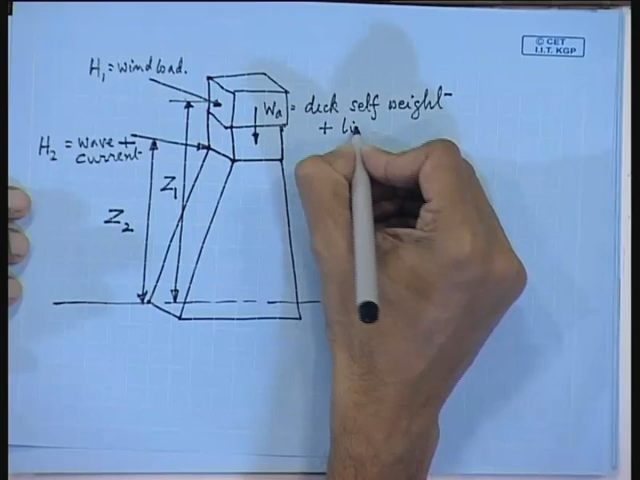 © CET
I.I.T. KGP
H₁ = wind load.
Wd = deck self weight
+ li
H₂ = wave +
current
Z₁
Z₂